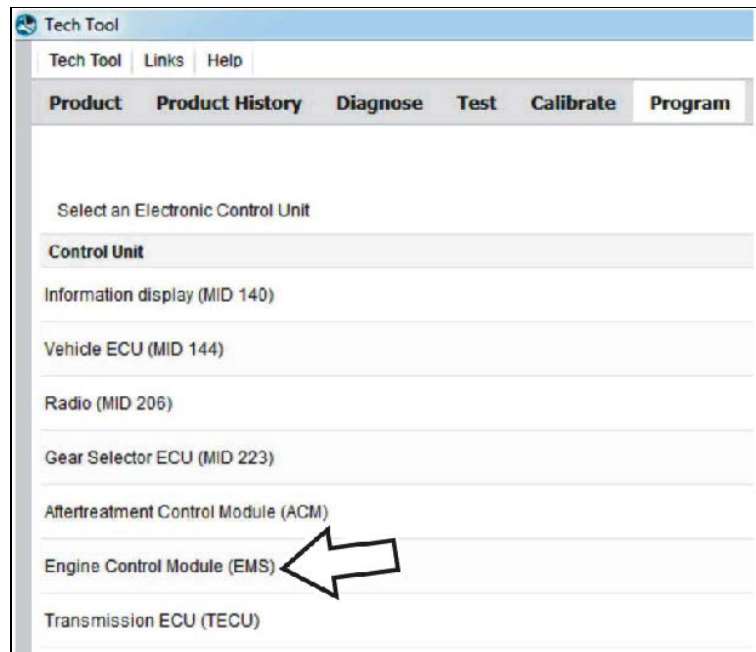 Tech Tool
Tech Tool Links Help
Product Product History Diagnose Test Calibrate Program
Select an Electronic Control Unit
Control Unit
Information display (MID 140)
Vehicle ECU (MID 144)
Radio (MID 206)
Gear Selector ECU (MID 223)
Aftertreatment Control Module (ACM)
Engine Control Module (EMS)
Transmission ECU (TECU)